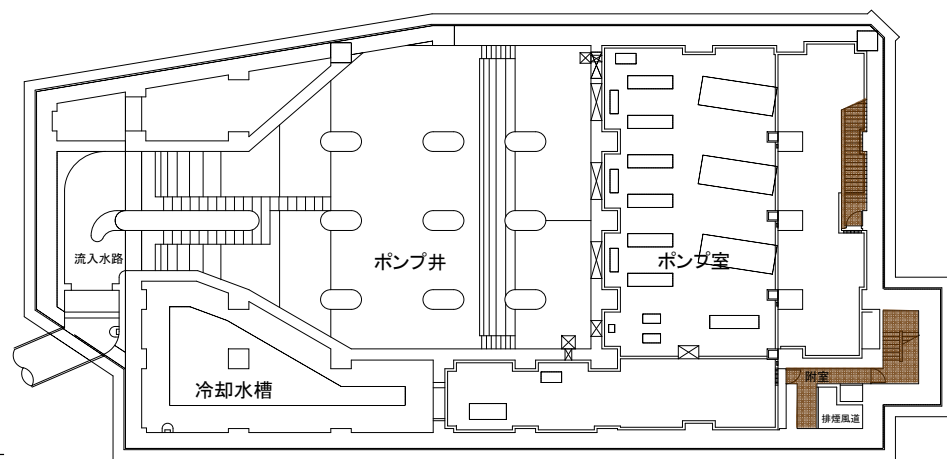 流入水路
ポンプ井
ポンプ室
冷却水槽
附室
排煙風道